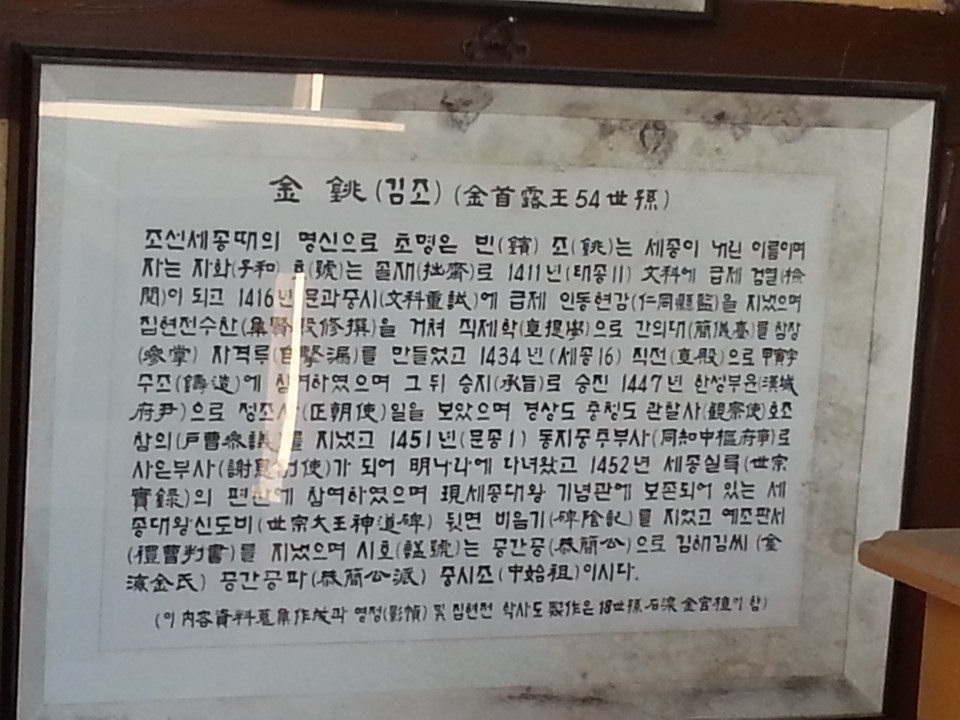 金 銚(김조) (金首露王54世孫)
조선세종때의 명신으로 초명은 빈(鑌) 조(銚)는 세종이 내린 이름이며
자는 자화(子和) 호(號)는 졸재(拙齋)로 1411년(태종11) 文科에 급제 검열(檢
閱)이 되고 1416년 문과중시(文科重試)에 급제 인동현감(仁同縣監)을 지냈으며
집현전수찬(集賢殿修撰)을 거쳐 직제학(直提學)으로 간의대(簡儀臺)를 참장
(參掌) 자격루(自擊漏)를 만들었고 1434년(세종16) 직전(直殿)으로 甲寅字
주조(鑄造)에 참여하였으며 그 뒤 승지(承旨)로 승진 1447년 한성부윤(漢城
府尹)으로 정조사(正朝使)일을 보았으며 경상도 충청도 관찰사(觀察使)호조
참의(戶曹參議)를 지냈고 1451년(문종1) 동지중추부사(同知中樞府事)로
사은부사(謝恩副使)가 되어 明나라에 다녀왔고 1452년 세종실록(世宗
實錄)의 편찬에 참여하였으며 現세종대왕 기념관에 보존되어 있는 세
종대왕신도비(世宗大王神道碑) 뒷면 비음기(碑陰記)를 지었고 예조판서
(禮曹判書)를 지냈으며 시호(諡號)는 공간공(恭簡公)으로 김해김씨(金
海金氏) 공간공파(恭簡公派) 중시조(中始祖)이시다.
(이 内容資料蒐集作成과 영정(影幀) 및 집현전 학사도 製作은 18世孫 石滾 金宮植이 함)